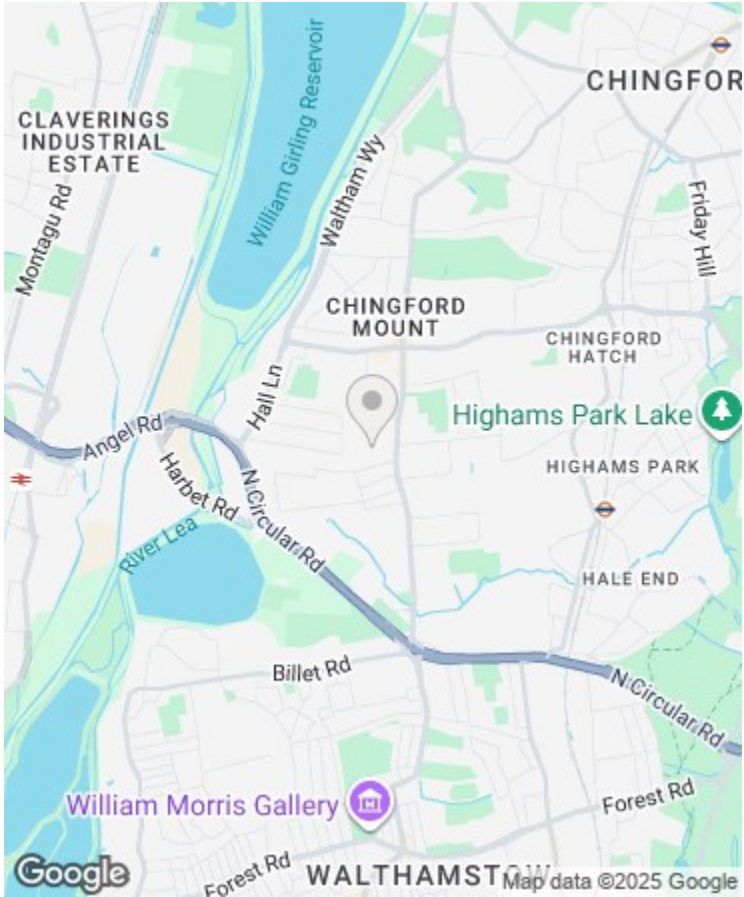 CHINGFOR
CLAVERINGS
INDUSTRIAL
ESTATE
William Girling Reservoir
Waltham Wy
Montagu Rd
Friday Hill
CHINGFORD
MOUNT
CHINGFORD
HATCH
Hall Ln
Highams Park Lake
Angel Rd
HIGHAMS PARK
Harbet Rd
N Circular Rd
River Lea
HALE END
Billet Rd
N Circular Rd
William Morris Gallery
Forest Rd
Forest Rd
WALTHAMSTOW
Google
Map data ©2025 Google